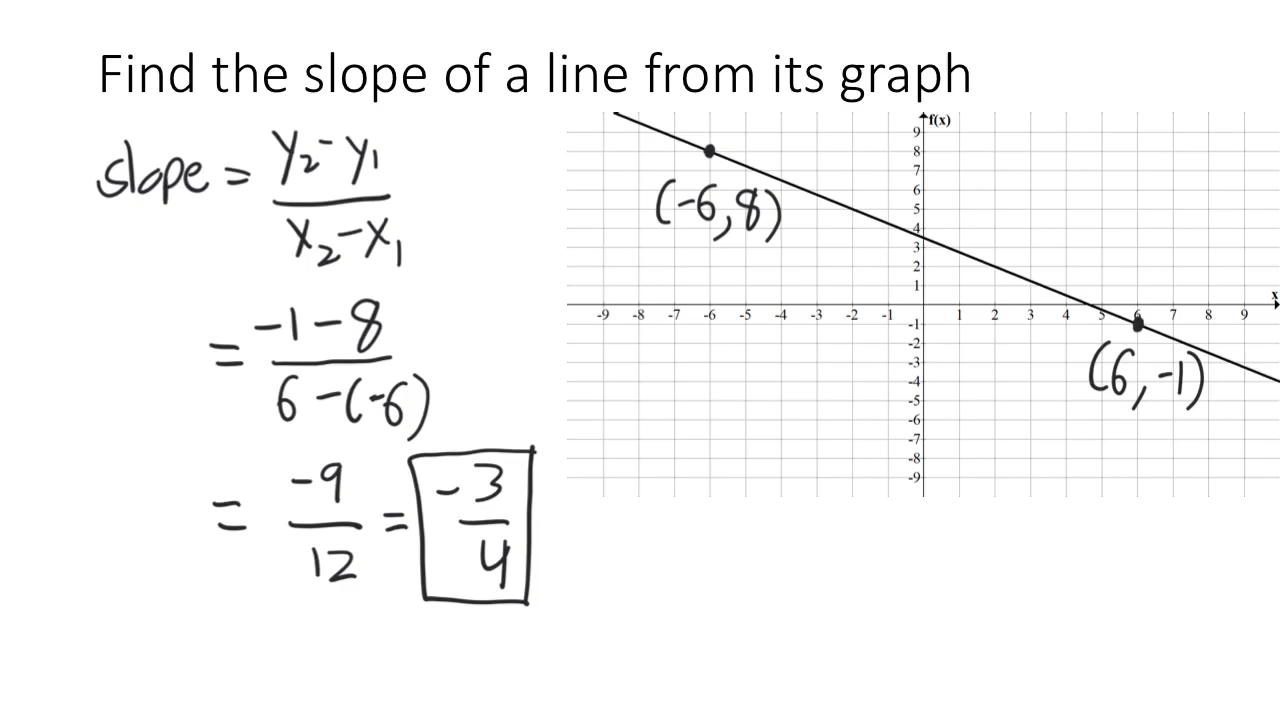 Find the slope of a line from its graph
slope = y₂ - y₁
x₂ - x₁
= -1 - 8
6 - (-6)
= -9 = -3
12 4
f(x)
9
8
7
6
5
4
3
2
1
-9 -8 -7 -6 -5 -4 -3 -2 -1 1 2 3 4 5 6 7 8 9 x
-1
-2
-3
-4
-5
-6
-7
-8
-9
(-6, 8)
(6, -1)